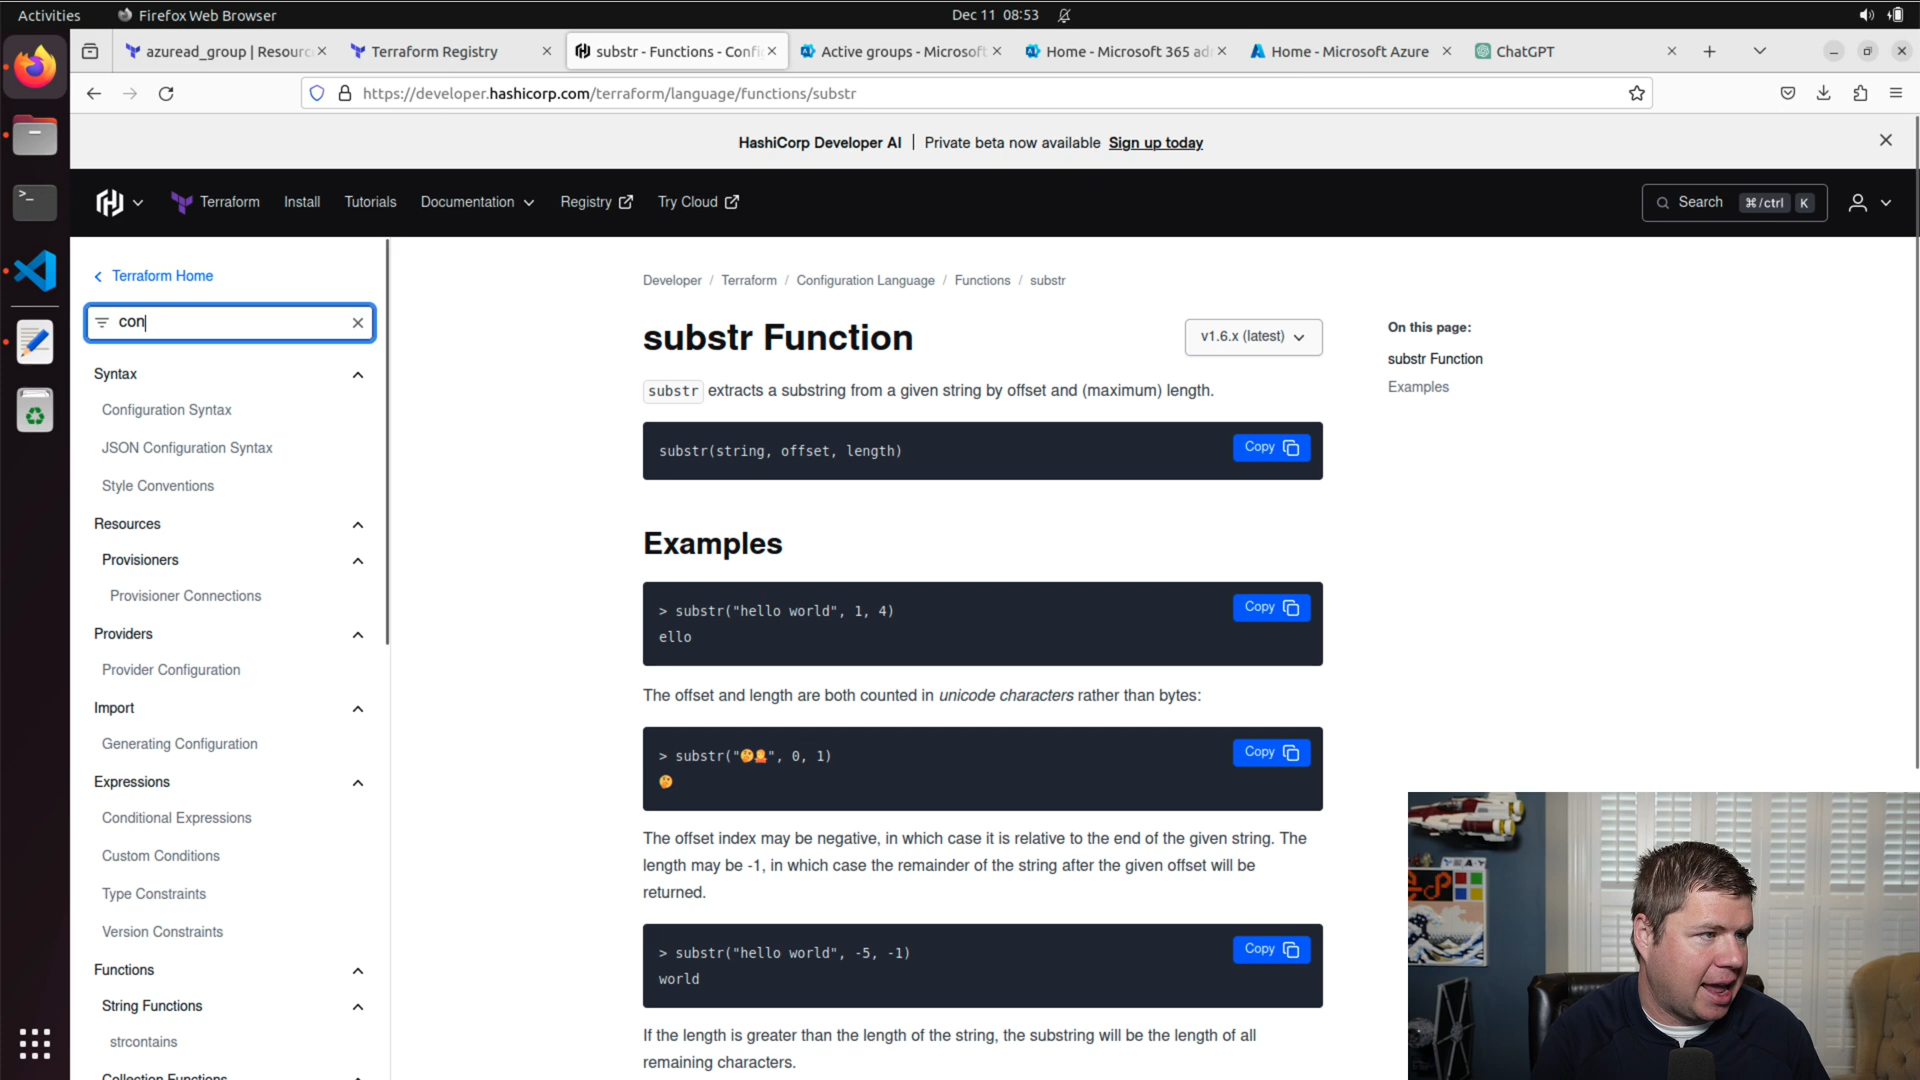 Activities
Firefox Web Browser
Dec 11 08:53
azuread_group | Resourc
Terraform Registry
substr - Functions - Confi
Active groups - Microsoft
Home - Microsoft 365 ad
Home - Microsoft Azure
ChatGPT
https://developer.hashicorp.com/terraform/language/functions/substr
HashiCorp Developer AI | Private beta now available Sign up today
Terraform
Install
Tutorials
Documentation
Registry
Try Cloud
Search
⌘/ctrl
K
Terraform Home
con
Syntax
Configuration Syntax
JSON Configuration Syntax
Style Conventions
Resources
Provisioners
Provisioner Connections
Providers
Provider Configuration
Import
Generating Configuration
Expressions
Conditional Expressions
Custom Conditions
Type Constraints
Version Constraints
Functions
String Functions
strcontains
Collection Functions
Developer / Terraform / Configuration Language / Functions / substr
substr Function
v1.6.x (latest)
substr extracts a substring from a given string by offset and (maximum) length.
substr(string, offset, length)
Copy
Examples
> substr("hello world", 1, 4)
Copy
ello
The offset and length are both counted in unicode characters rather than bytes:
> substr("🤔🤦", 0, 1)
Copy
🤔
The offset index may be negative, in which case it is relative to the end of the given string. The
length may be -1, in which case the remainder of the string after the given offset will be
returned.
> substr("hello world", -5, -1)
Copy
world
If the length is greater than the length of the string, the substring will be the length of all
remaining characters.
On this page:
substr Function
Examples